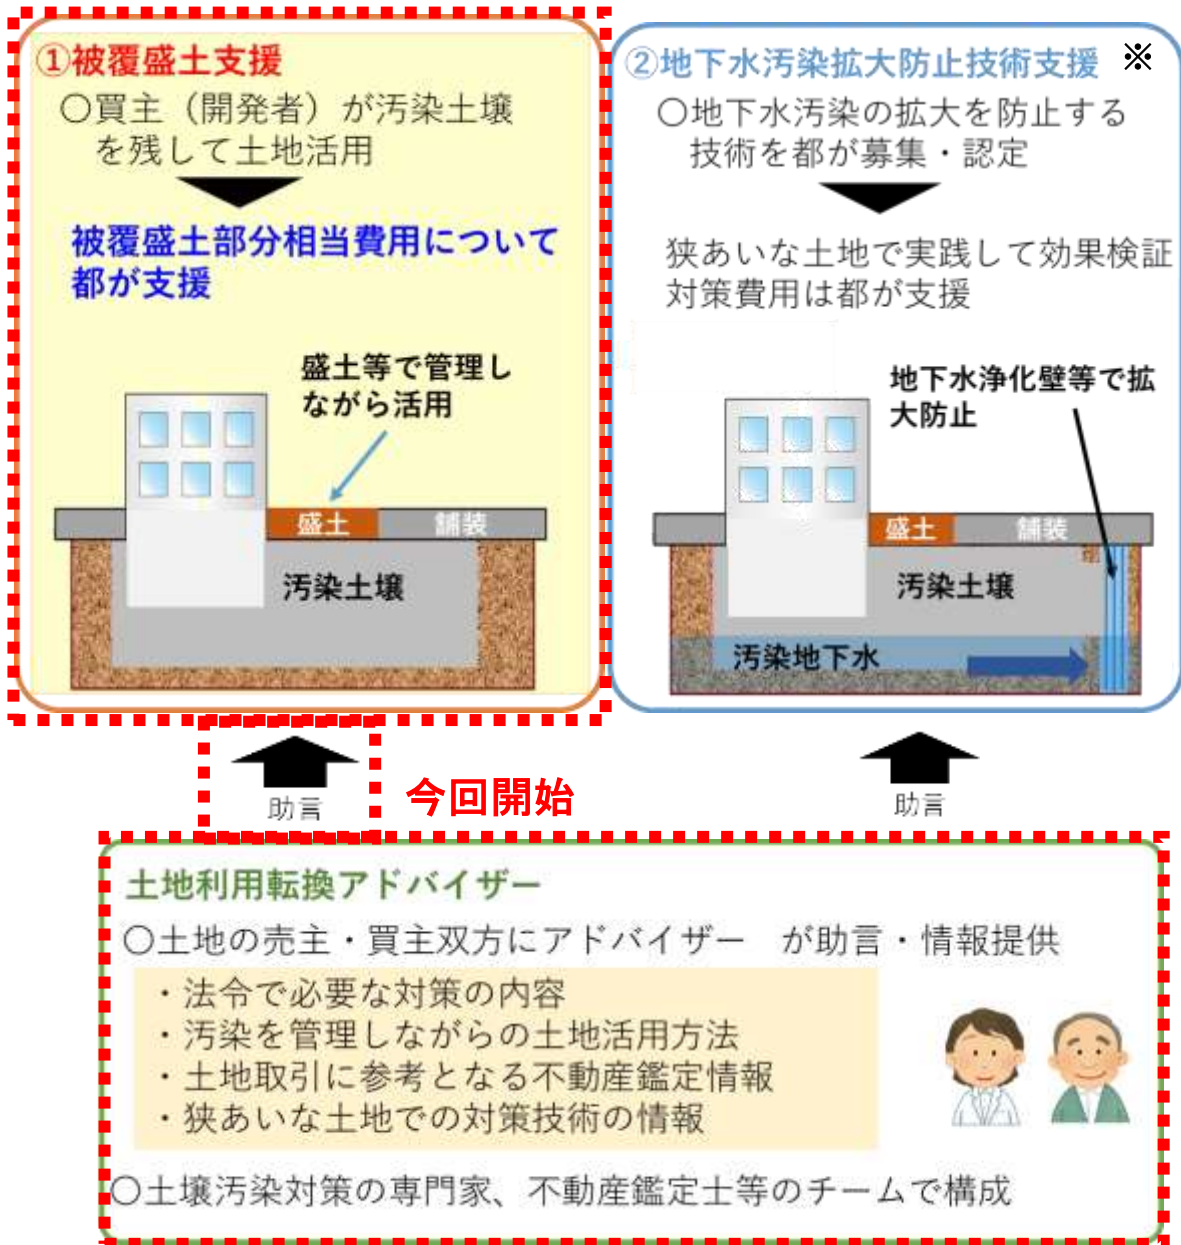 ①被覆盛土支援
〇買主（開発者）が汚染土壌
を残して土地活用
被覆盛土部分相当費用について
都が支援
盛土等で管理し
ながら活用
盛土
舗装
汚染土壌
②地下水汚染拡大防止技術支援 ※
〇地下水汚染の拡大を防止する
技術を都が募集・認定
狭あいな土地で実践して効果検証
対策費用は都が支援
地下水浄化壁等で拡
大防止
盛土
舗装
汚染土壌
汚染地下水
助言
今回開始
助言
土地利用転換アドバイザー
〇土地の売主・買主双方にアドバイザー が助言・情報提供
・法令で必要な対策の内容
・汚染を管理しながらの土地活用方法
・土地取引に参考となる不動産鑑定情報
・狭あいな土地での対策技術の情報
〇土壌汚染対策の専門家、不動産鑑定士等のチームで構成